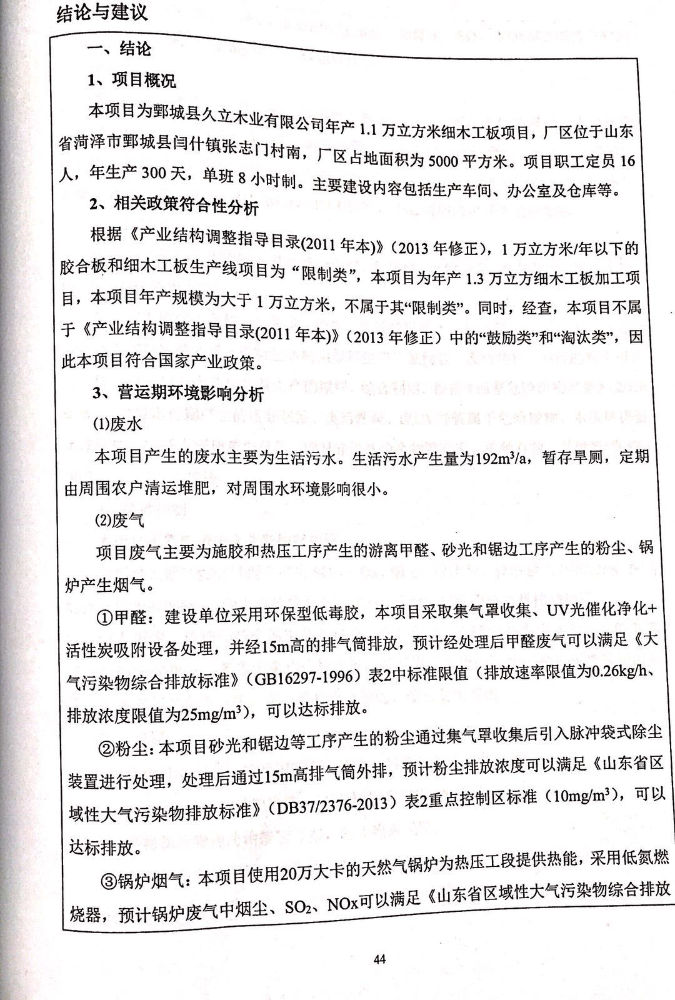 结论与建议
一、结论
1、项目概况
本项目为鄄城县久立木业有限公司年产 1.1 万立方米细木工板项目，厂区位于山东
省菏泽市鄄城县闫什镇张志门村南，厂区占地面积为 5000 平方米。项目职工定员 16
人，年生产 300 天，单班 8 小时制。主要建设内容包括生产车间、办公室及仓库等。
2、相关政策符合性分析
根据《产业结构调整指导目录(2011 年本)》（2013 年修正），1 万立方米/年以下的
胶合板和细木工板生产线项目为“限制类”，本项目为年产 1.3 万立方细木工板加工项
目，本项目年产规模为大于 1 万立方米，不属于其“限制类”。同时，经查，本项目不属
于《产业结构调整指导目录(2011 年本)》（2013 年修正）中的“鼓励类”和“淘汰类”，因
此本项目符合国家产业政策。
3、营运期环境影响分析
⑴废水
本项目产生的废水主要为生活污水。生活污水产生量为192m³/a，暂存旱厕，定期
由周围农户清运堆肥，对周围水环境影响很小。
⑵废气
项目废气主要为施胶和热压工序产生的游离甲醛、砂光和锯边工序产生的粉尘、锅
炉产生烟气。
①甲醛：建设单位采用环保型低毒胶，本项目采取集气罩收集、UV光催化净化+
活性炭吸附设备处理，并经15m高的排气筒排放，预计经处理后甲醛废气可以满足《大
气污染物综合排放标准》（GB16297-1996）表2中标准限值（排放速率限值为0.26kg/h、
排放浓度限值为25mg/m³），可以达标排放。
②粉尘：本项目砂光和锯边等工序产生的粉尘通过集气罩收集后引入脉冲袋式除尘
装置进行处理，处理后通过15m高排气筒外排，预计粉尘排放浓度可以满足《山东省区
域性大气污染物排放标准》（DB37/2376-2013）表2重点控制区标准（10mg/m³），可以
达标排放。
③锅炉烟气：本项目使用20万大卡的天然气锅炉为热压工段提供热能，采用低氮燃
烧器，预计锅炉废气中烟尘、SO₂、NOx可以满足《山东省区域性大气污染物综合排放
44